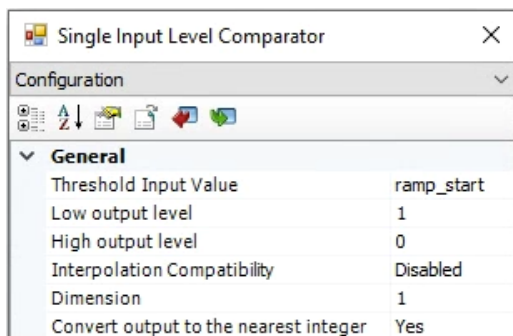 Single Input Level Comparator
Configuration
General
Threshold Input Value ramp_start
Low output level 1
High output level 0
Interpolation Compatibility Disabled
Dimension 1
Convert output to the nearest integer Yes